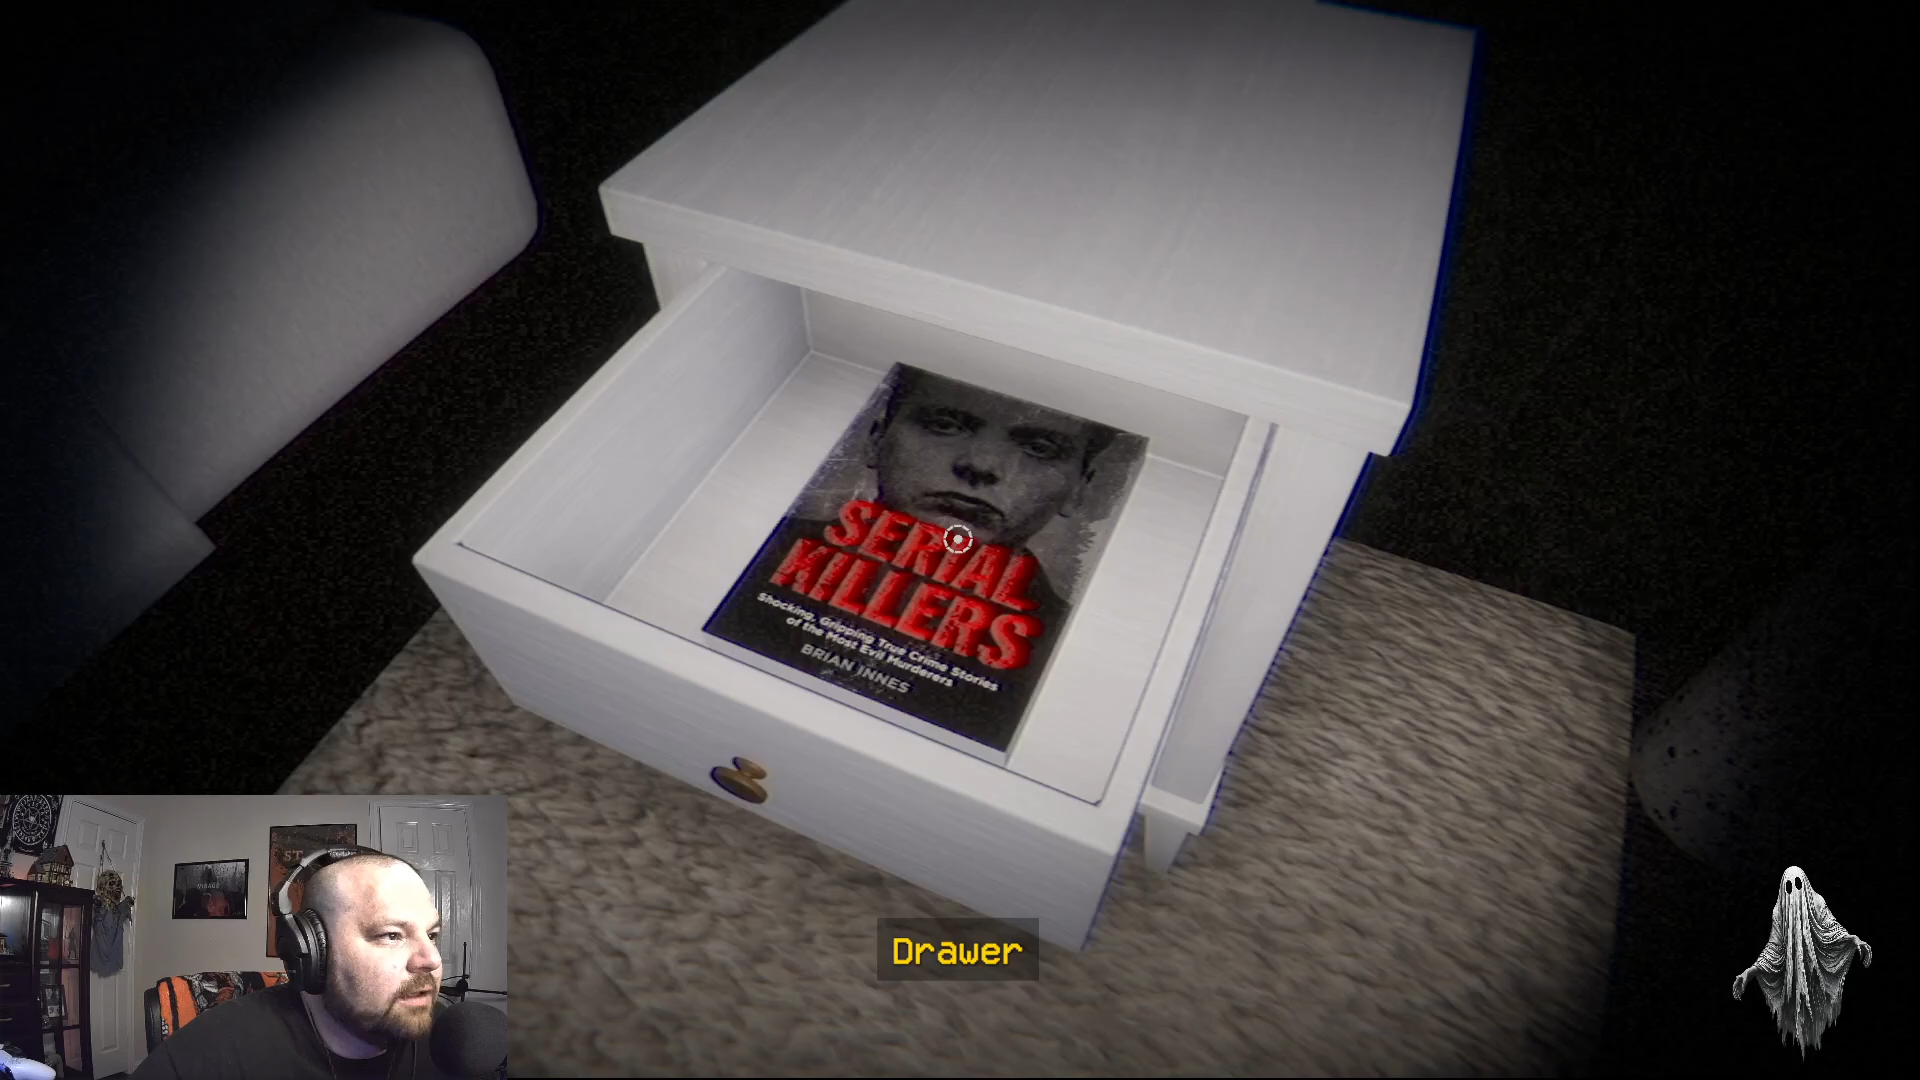 SERIAL
KILLERS
Shocking, Gripping True Crime Stories
of the Most Evil Murderers
BRIAN INNES
Drawer